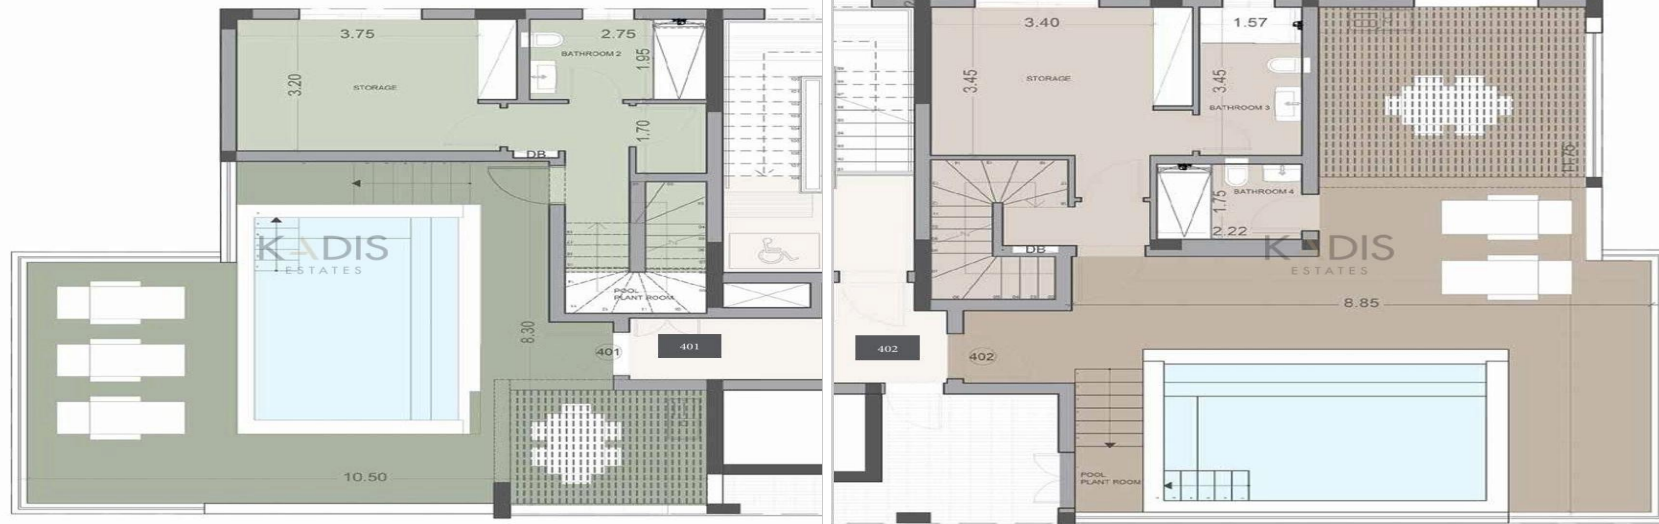 3.75
2.75
BATHROOM 2
1.95
3.20
STORAGE
1.70
DB
KADIS
ESTATES
POOL
PLANT ROOM
8.30
401
401
10.50
3.40
1.57
STORAGE
3.45
3.45
BATHROOM 3
BATHROOM 4
1.75
2.22
DB
11.75
KADIS
ESTATES
8.85
402
402
POOL
PLANT ROOM